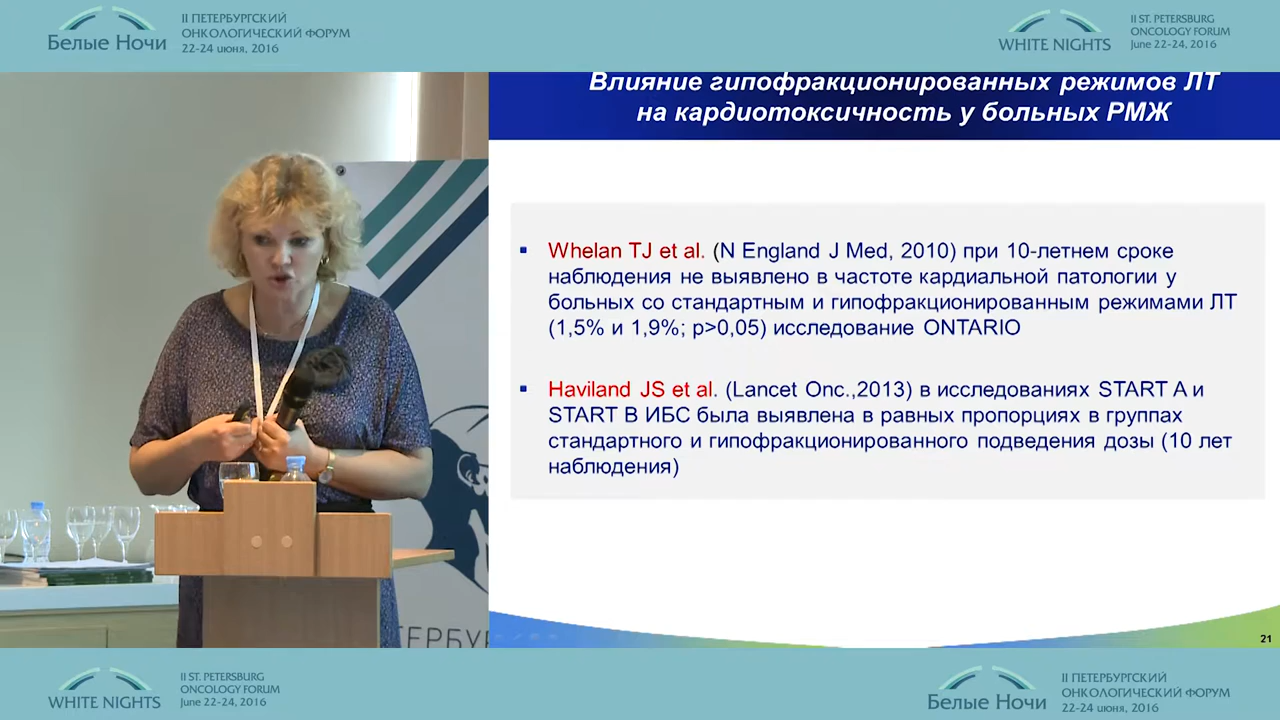 II ПЕТЕРБУРГСКИЙ
ОНКОЛОГИЧЕСКИЙ ФОРУМ
Белые Ночи
22-24 июня, 2016
II ST. PETERSBURG
ONCOLOGY FORUM
WHITE NIGHTS
June 22-24, 2016
Влияние гипофракционированных режимов ЛТ
на кардиотоксичность у больных РМЖ
▪ Whelan TJ et al. (N England J Med, 2010) при 10-летнем сроке
наблюдения не выявлено в частоте кардиальной патологии у
больных со стандартным и гипофракционированным режимами ЛТ
(1,5% и 1,9%; p>0,05) исследование ONTARIO
▪ Haviland JS et al. (Lancet Onc.,2013) в исследованиях START A и
START B ИБС была выявлена в равных пропорциях в группах
стандартного и гипофракционированного подведения дозы (10 лет
наблюдения)
21
ТЕРБУР
II ST. PETERSBURG
ONCOLOGY FORUM
WHITE NIGHTS
June 22-24, 2016
II ПЕТЕРБУРГСКИЙ
ОНКОЛОГИЧЕСКИЙ ФОРУМ
Белые Ночи
22-24 июня, 2016